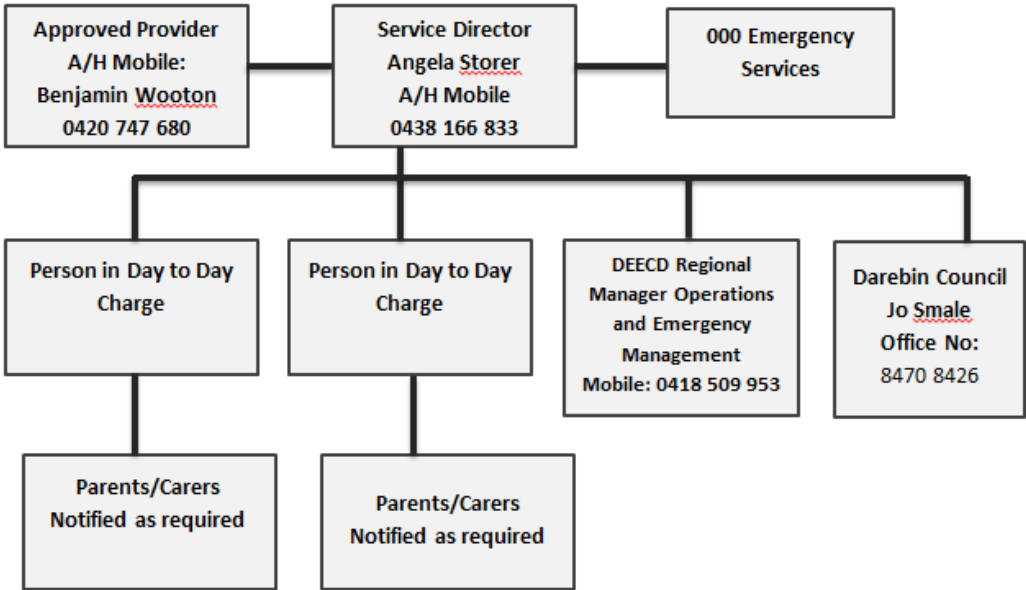 Approved Provider
A/H Mobile:
Benjamin Wooton
0420 747 680
Service Director
Angela Storer
A/H Mobile
0438 166 833
000 Emergency
Services
Person in Day to Day
Charge
Person in Day to Day
Charge
DEECD Regional
Manager Operations
and Emergency
Management
Mobile: 0418 509 953
Darebin Council
Jo Smale
Office No:
8470 8426
Parents/Carers
Notified as required
Parents/Carers
Notified as required